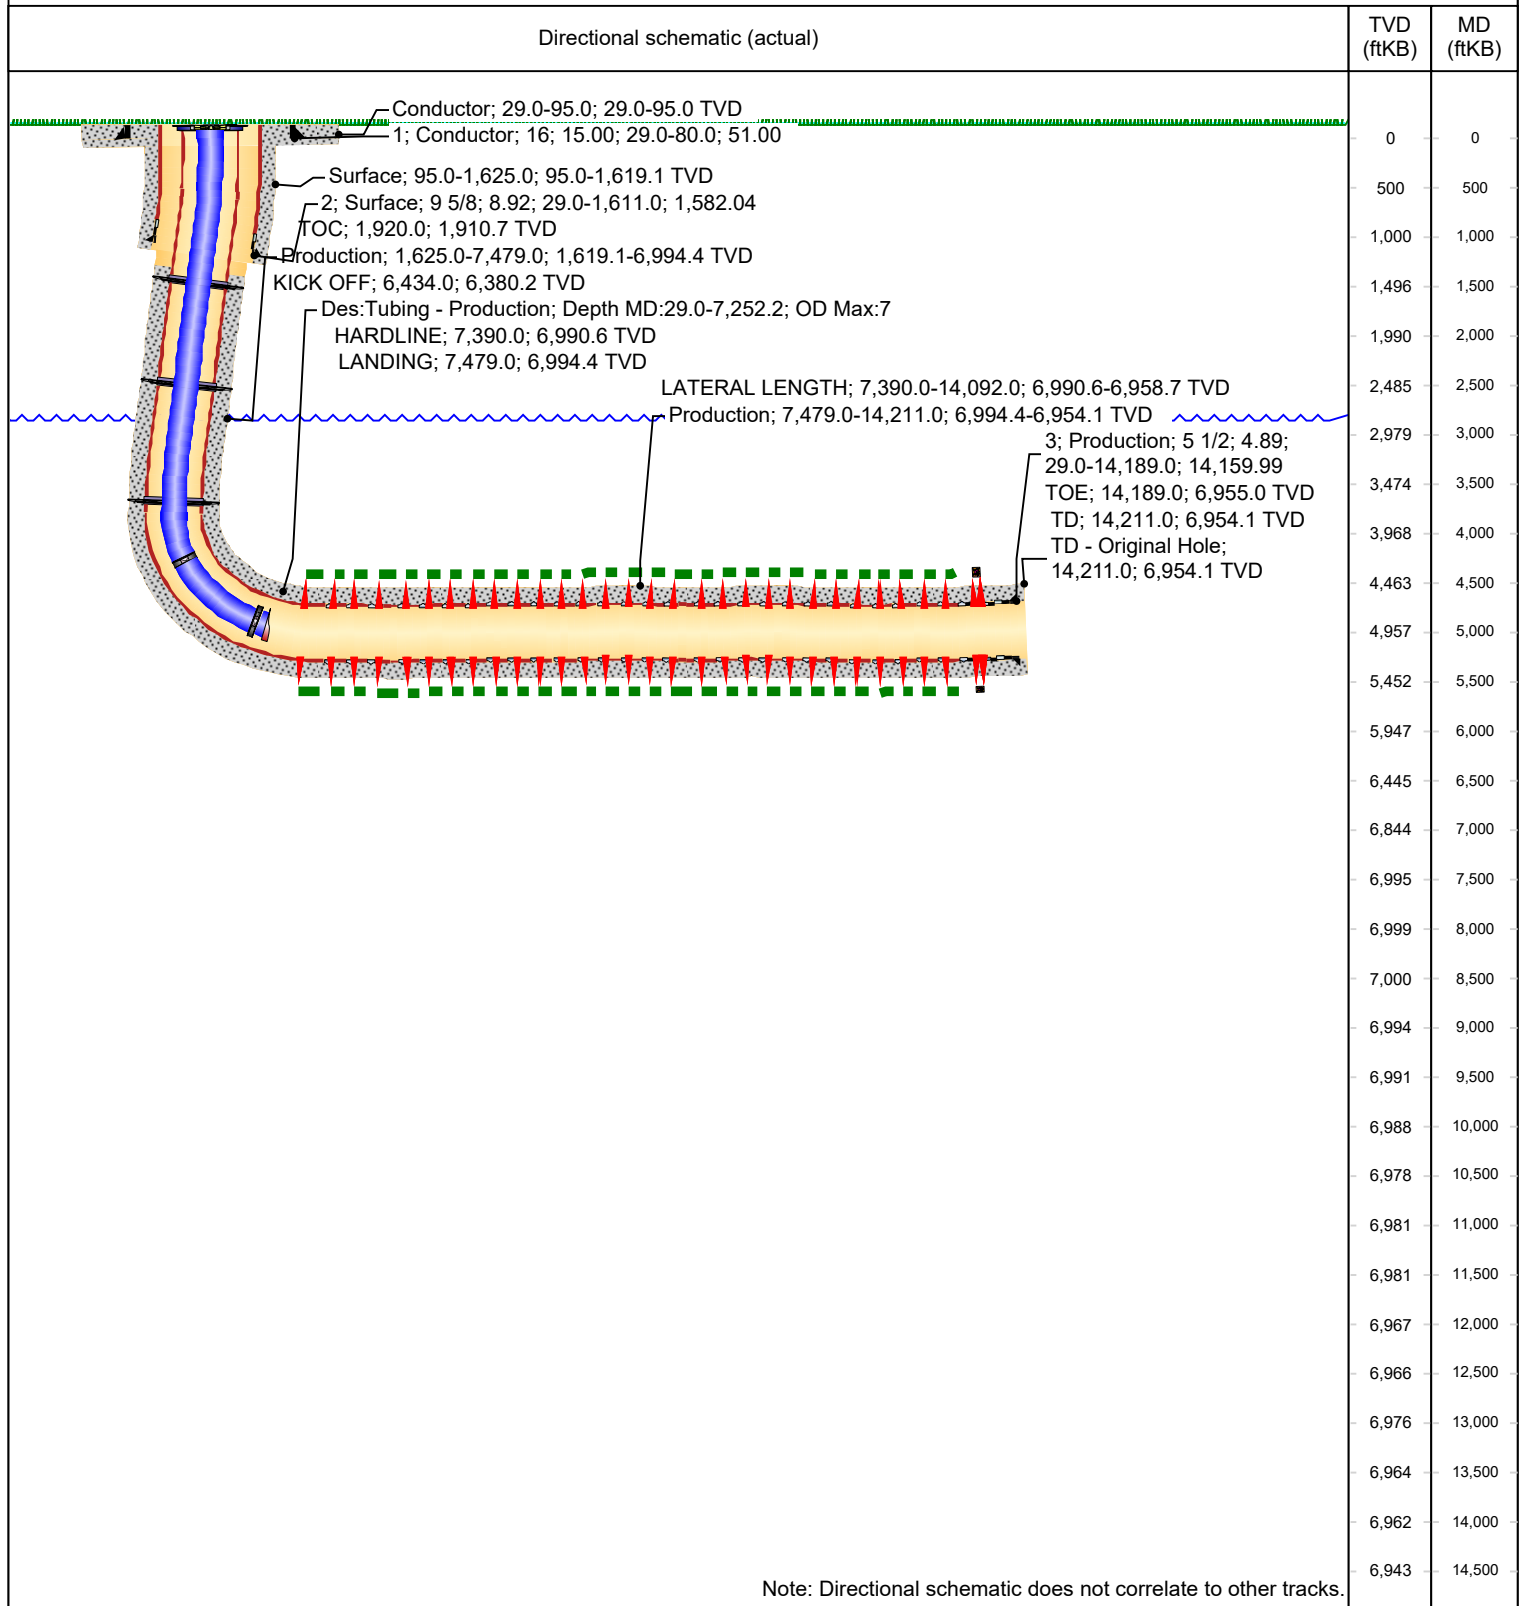 Directional schematic (actual)
TVD (ftKB)
MD (ftKB)
Conductor; 29.0-95.0; 29.0-95.0 TVD
1; Conductor; 16; 15.00; 29.0-80.0; 51.00
Surface; 95.0-1,625.0; 95.0-1,619.1 TVD
2; Surface; 9 5/8; 8.92; 29.0-1,611.0; 1,582.04
TOC; 1,920.0; 1,910.7 TVD
Production; 1,625.0-7,479.0; 1,619.1-6,994.4 TVD
KICK OFF; 6,434.0; 6,380.2 TVD
Des:Tubing - Production; Depth MD:29.0-7,252.2; OD Max:7
HARDLINE; 7,390.0; 6,990.6 TVD
LANDING; 7,479.0; 6,994.4 TVD
LATERAL LENGTH; 7,390.0-14,092.0; 6,990.6-6,958.7 TVD
Production; 7,479.0-14,211.0; 6,994.4-6,954.1 TVD
3; Production; 5 1/2; 4.89;
29.0-14,189.0; 14,159.99
TOE; 14,189.0; 6,955.0 TVD
TD; 14,211.0; 6,954.1 TVD
TD - Original Hole;
14,211.0; 6,954.1 TVD
0 0
500 500
1,000 1,000
1,496 1,500
1,990 2,000
2,485 2,500
2,979 3,000
3,474 3,500
3,968 4,000
4,463 4,500
4,957 5,000
5,452 5,500
5,947 6,000
6,445 6,500
6,844 7,000
6,995 7,500
6,999 8,000
7,000 8,500
6,994 9,000
6,991 9,500
6,988 10,000
6,978 10,500
6,981 11,000
6,981 11,500
6,967 12,000
6,966 12,500
6,976 13,000
6,964 13,500
6,962 14,000
6,943 14,500
Note: Directional schematic does not correlate to other tracks.